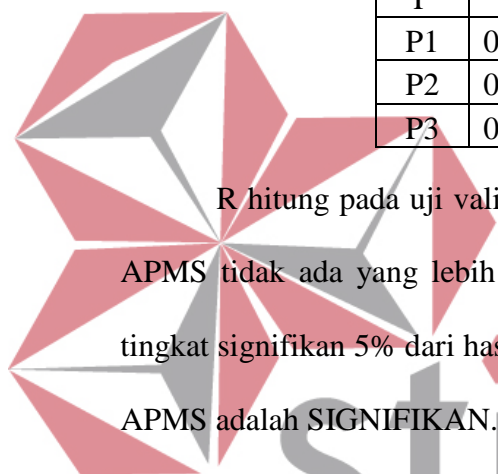 P1 0
P2 0
P3 0
R hitung pada uji vali
APMS tidak ada yang lebih
tingkat signifikan 5% dari has
APMS adalah SIGNIFIKAN.
sti